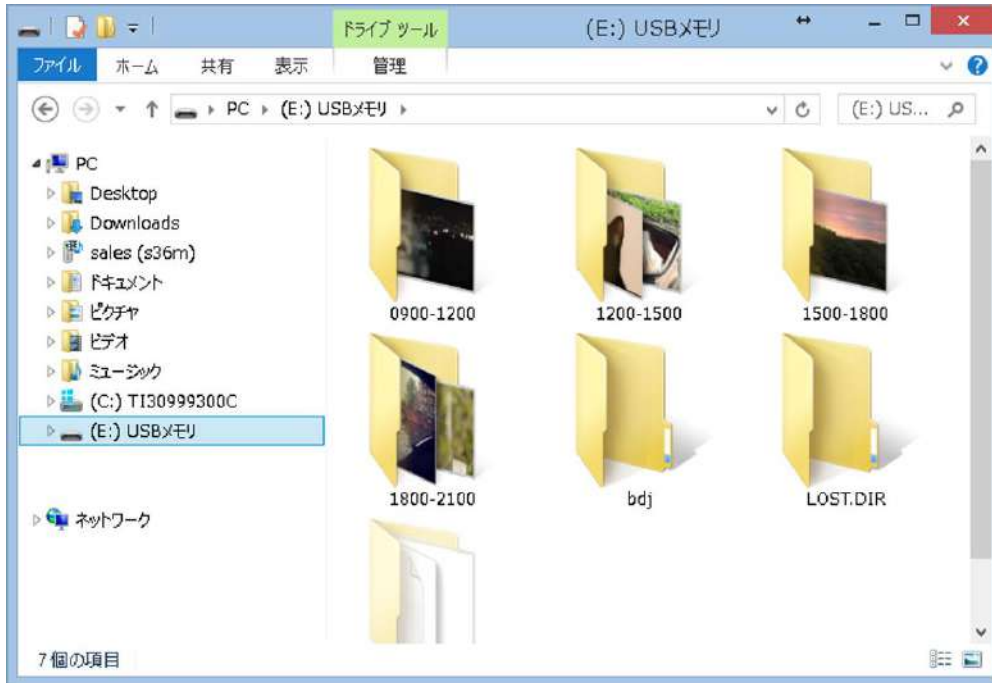 ドライブ ツール
(E:) USBメモリ
ファイル ホーム 共有 表示 管理
PC (E:) USBメモリ
(E:) US...
PC
Desktop
Downloads
sales (s36m)
ドキュメント
ピクチャ
ビデオ
ミュージック
(C:) TI30999300C
(E:) USBメモリ
ネットワーク
0900-1200 1200-1500 1500-1800
1800-2100 bdj LOST.DIR
7 個の項目